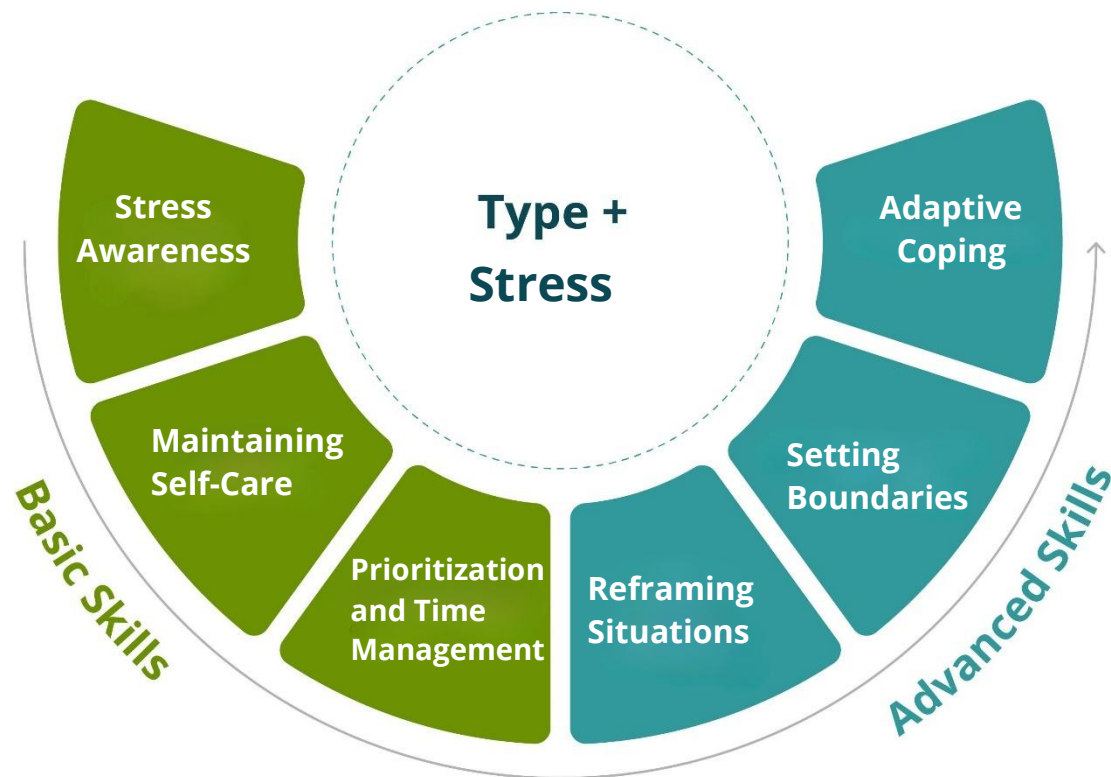 Type +
Stress
Stress
Awareness
Maintaining
Self-Care
Prioritization
and Time
Management
Reframing
Situations
Setting
Boundaries
Adaptive
Coping
Basic Skills
Advanced Skills